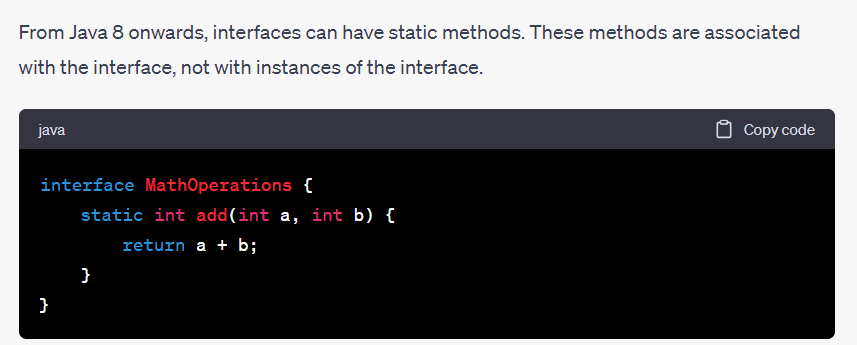 From Java 8 onwards, interfaces can have static methods. These methods are associated
with the interface, not with instances of the interface.
java Copy code
interface MathOperations {
    static int add(int a, int b) {
        return a + b;
    }
}